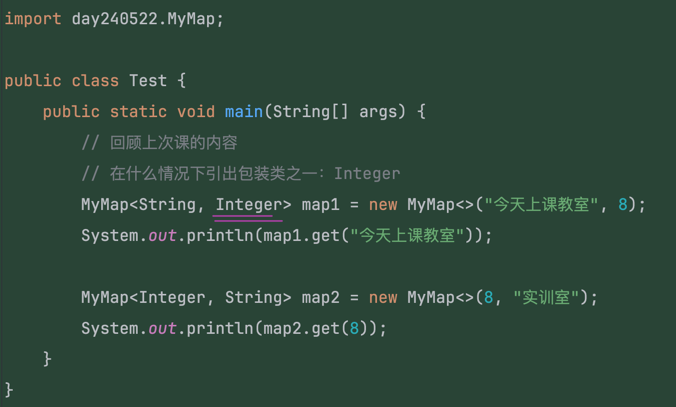 import day240522.MyMap;
public class Test {
public static void main(String[] args) {
// 回顾上次课的内容
// 在什么情况下引出包装类之一：Integer
MyMap<String, Integer> map1 = new MyMap<>("今天上课教室", 8);
System.out.println(map1.get("今天上课教室"));
MyMap<Integer, String> map2 = new MyMap<>(8, "实训室");
System.out.println(map2.get(8));
}
}